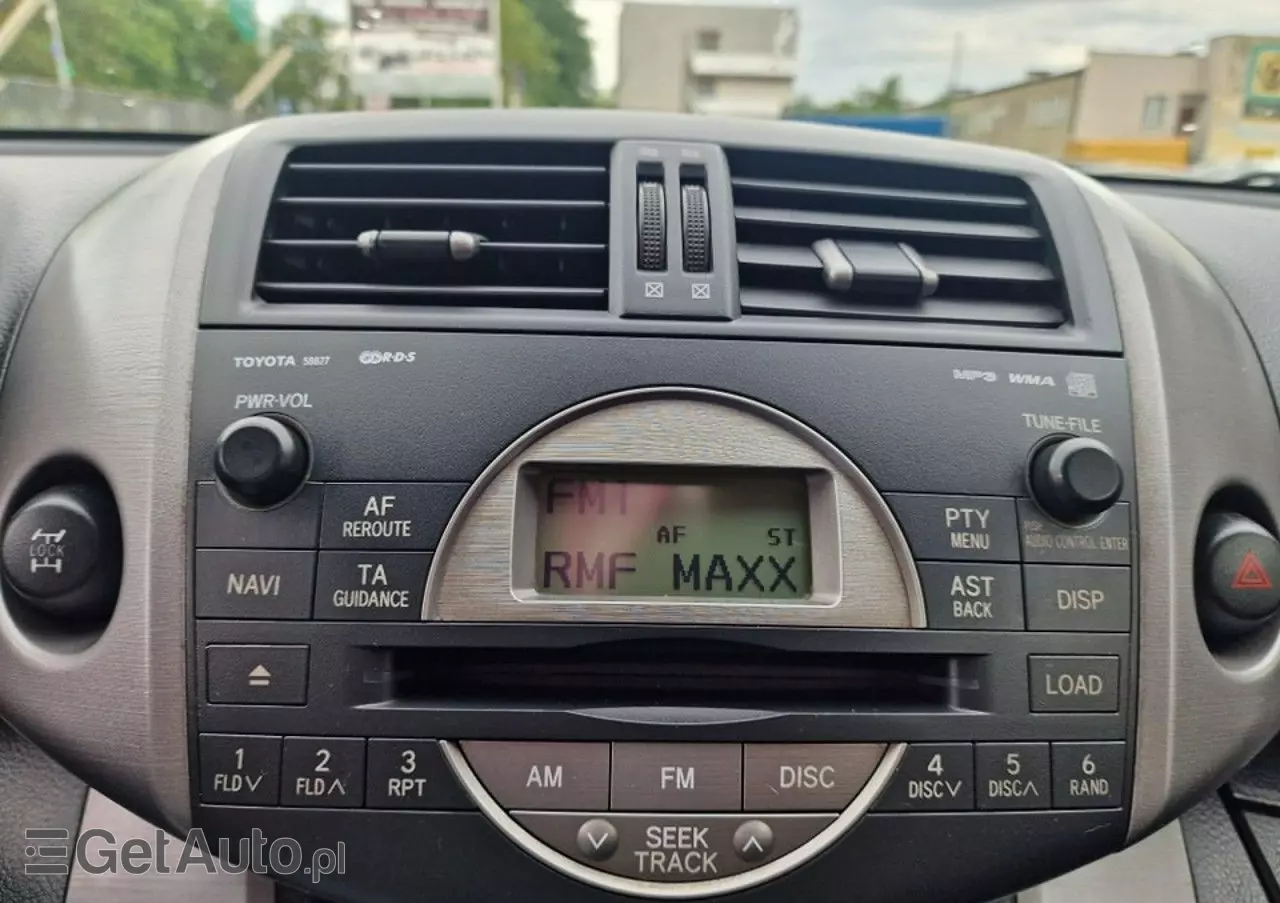 TOYOTA 58827
R·D·S
MP3 WMA
PWR·VOL
TUNE·FILE
AF
REROUTE
FM1
AF ST
RMF MAXX
PTY
MENU
PUSH
AUDIO CONTROL ENTER
LOCK
NAVI
TA
GUIDANCE
AST
BACK
DISP
LOAD
1
FLD
2
FLD
3
RPT
AM
FM
DISC
4
DISC
5
DISC
6
RAND
SEEK
TRACK
GetAuto.pl